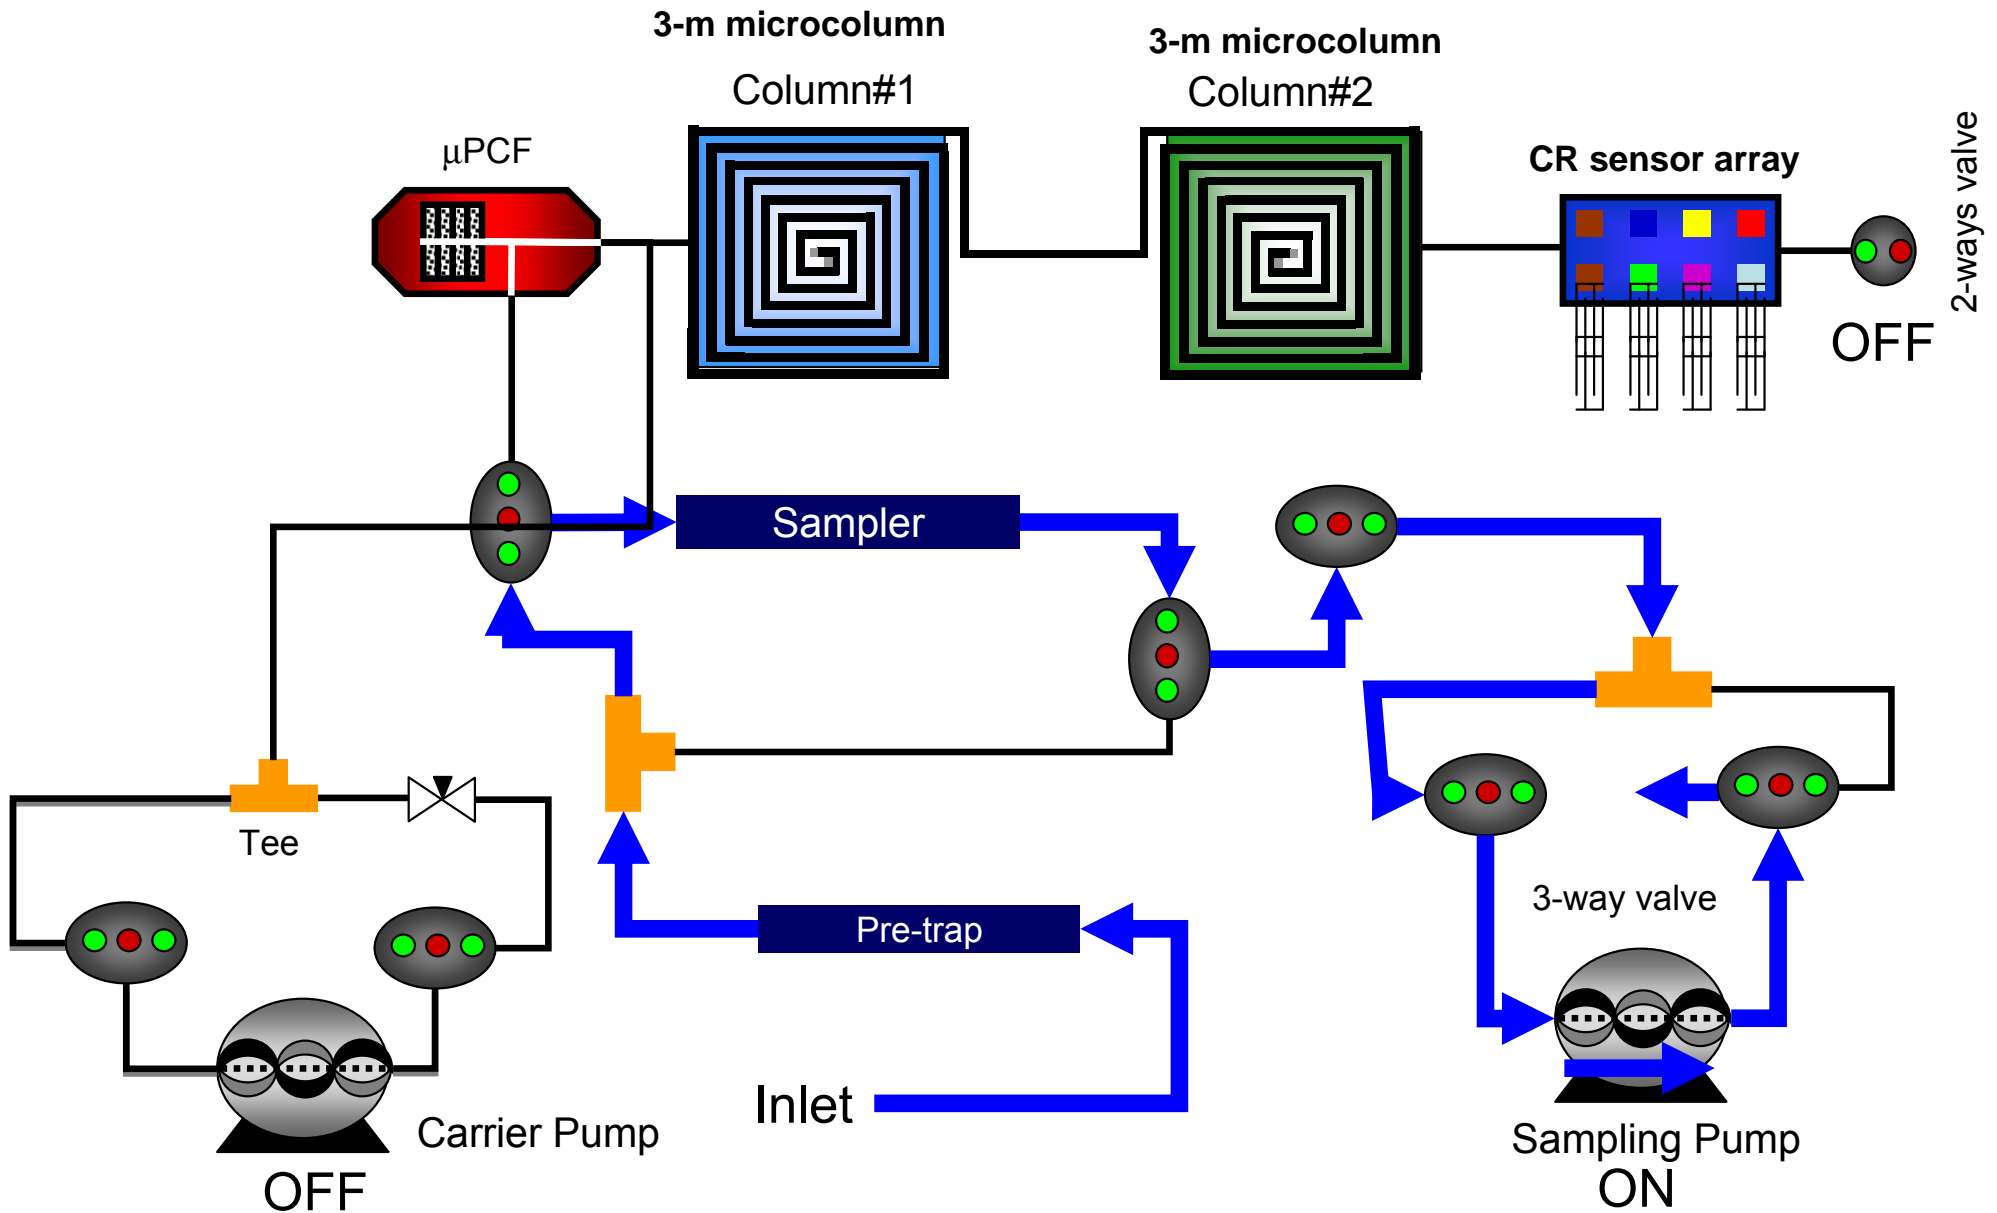 3-m microcolumn
Column#1
3-m microcolumn
Column#2
μPCF
CR sensor array
2-ways valve
OFF
Sampler
Tee
3-way valve
Pre-trap
Inlet
Carrier Pump
OFF
Sampling Pump
ON